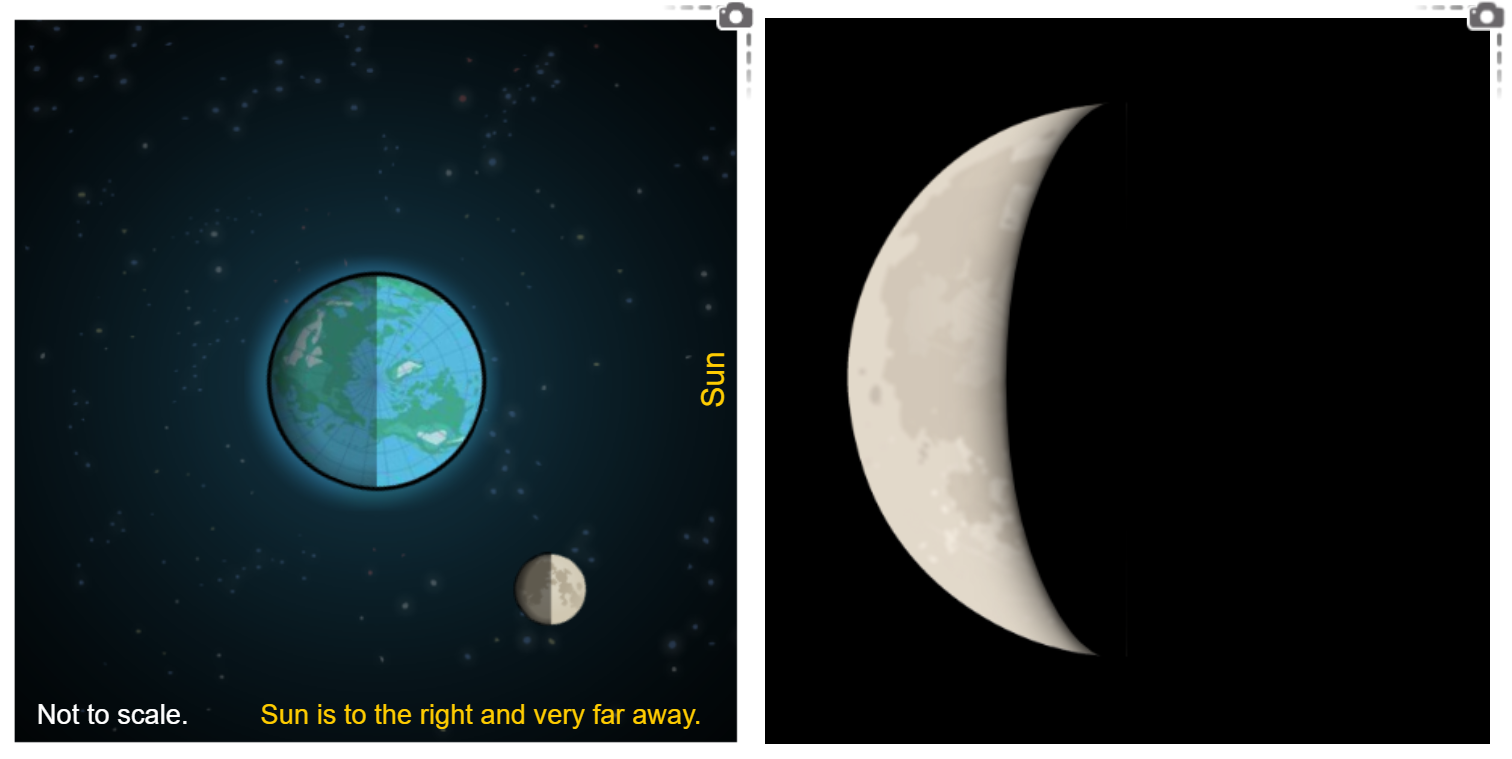 Sun
Not to scale.
Sun is to the right and very far away.